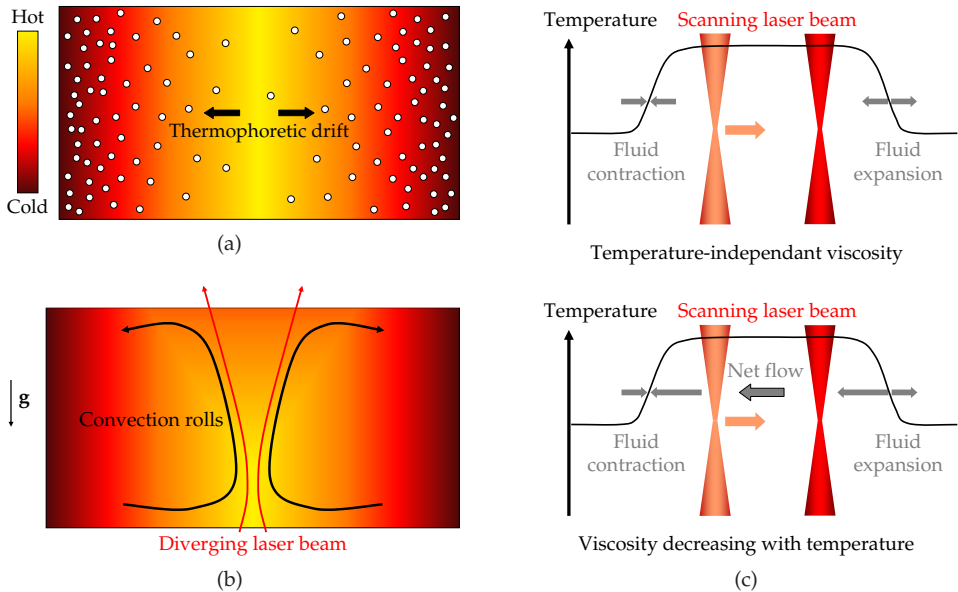 Hot
Cold
Thermophoretic drift
(a)
g
Convection rolls
Diverging laser beam
(b)
Temperature
Scanning laser beam
Fluid
contraction
Fluid
expansion
Temperature-independant viscosity
Temperature
Scanning laser beam
Net flow
Fluid
contraction
Fluid
expansion
Viscosity decreasing with temperature
(c)